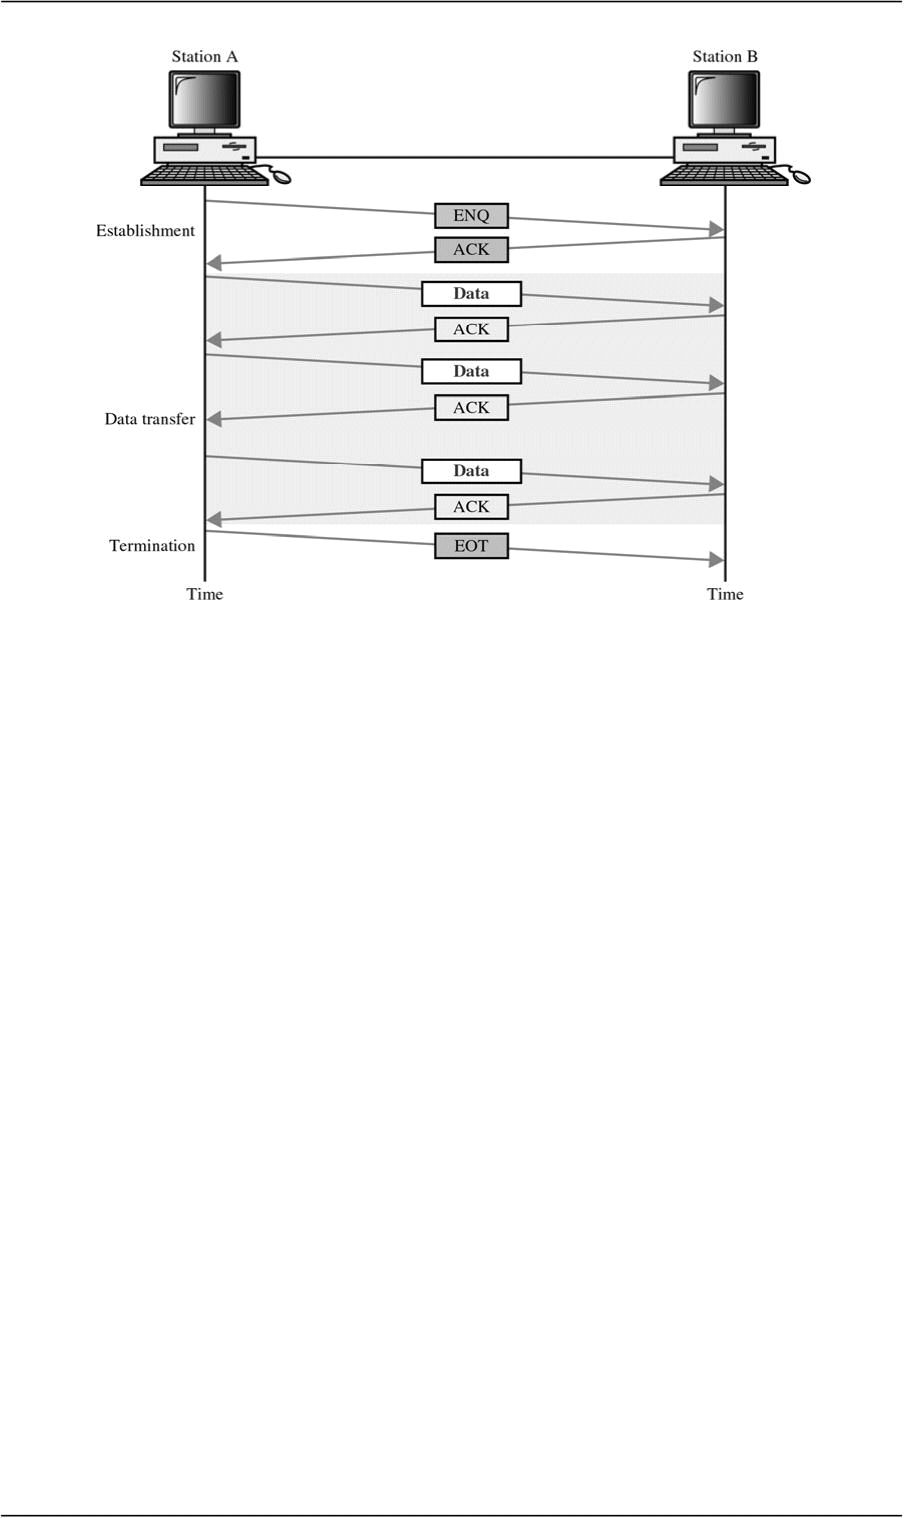 Station A
Station B
Establishment
ENQ
ACK
Data
ACK
Data
ACK
Data transfer
Data
ACK
Termination
EOT
Time
Time